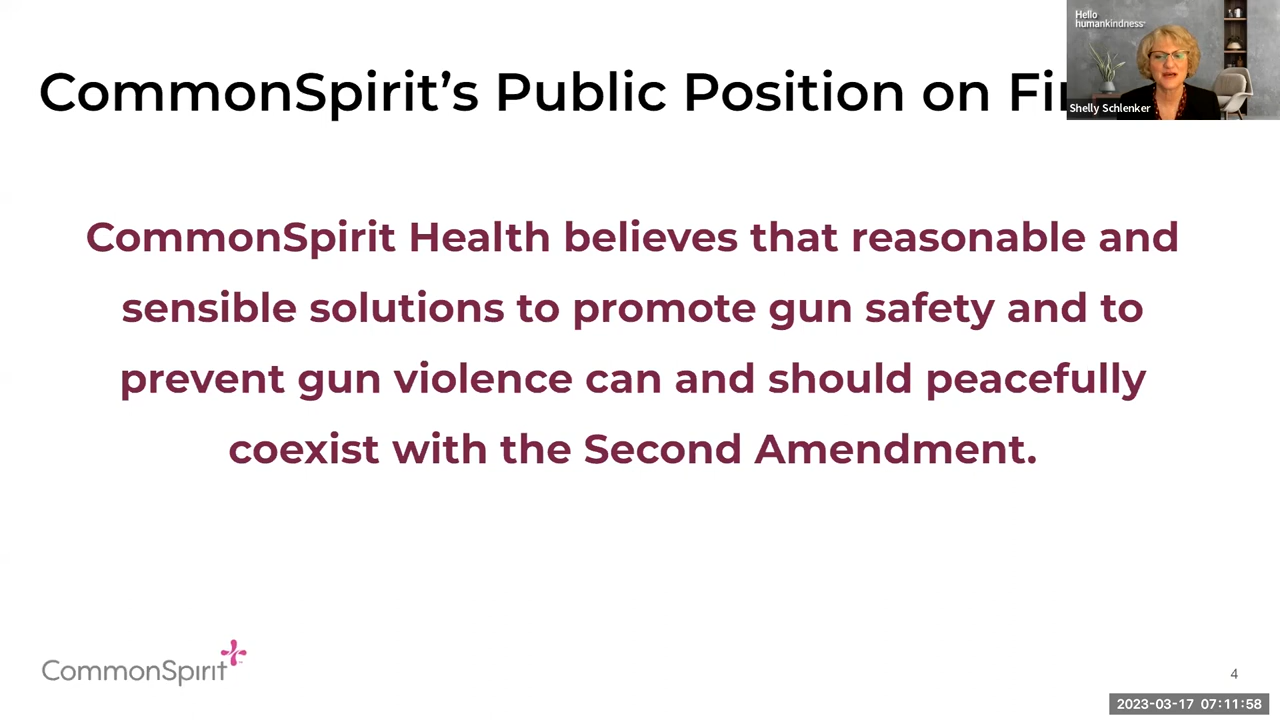 Hello
humankindness
CommonSpirit's Public Position on Fi
Shelly Schlenker
CommonSpirit Health believes that reasonable and
sensible solutions to promote gun safety and to
prevent gun violence can and should peacefully
coexist with the Second Amendment.
CommonSpirit
4
2023-03-17 07:11:58